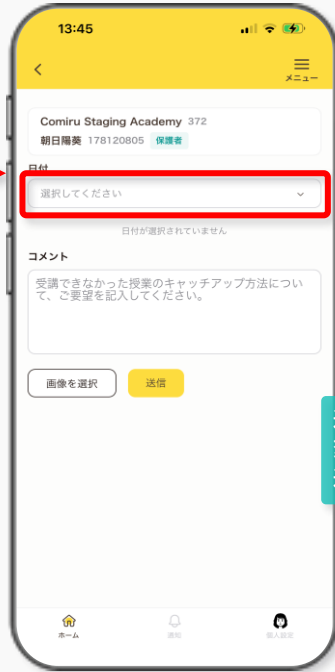 13:45
メニュー
Comiru Staging Academy 372
朝日陽葵 178120805 保護者
日付
選択してください
日付が選択されていません
コメント
受講できなかった授業のキャッチアップ方法につい
て、ご要望を記入してください。
画像を選択
送信
ホーム
通知
個人設定